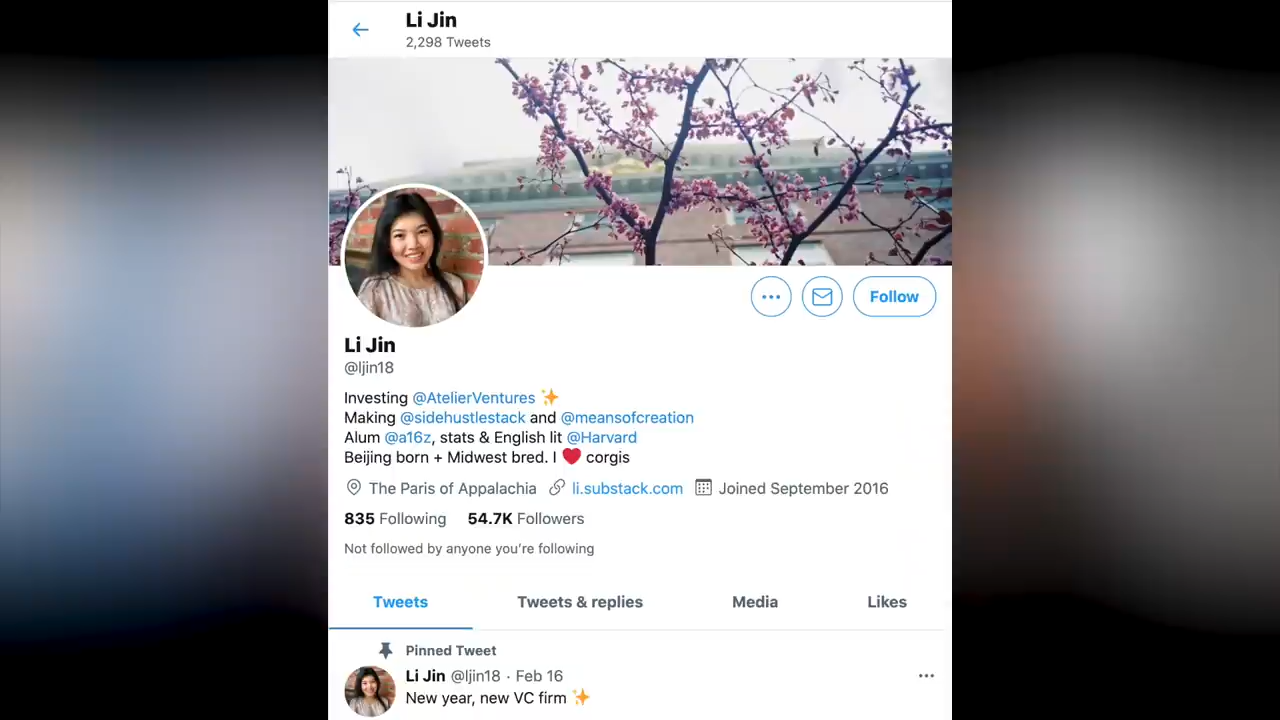 Li Jin
2,298 Tweets
Follow
Li Jin
@ljin18
Investing @AtelierVentures ✨
Making @sidehustlestack and @meansofcreation
Alum @a16z, stats & English lit @Harvard
Beijing born + Midwest bred. I ❤️ corgis
The Paris of Appalachia li.substack.com Joined September 2016
835 Following 54.7K Followers
Not followed by anyone you’re following
Tweets Tweets & replies Media Likes
Pinned Tweet
Li Jin @ljin18 · Feb 16
New year, new VC firm ✨